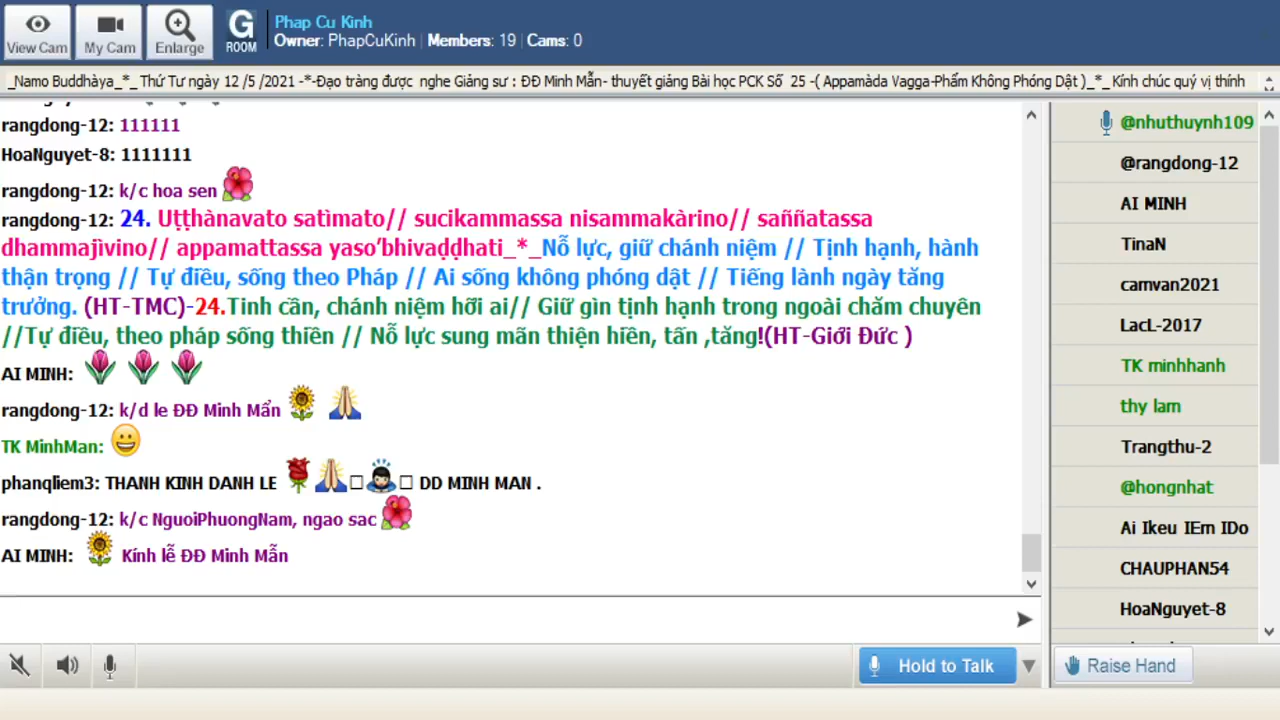 Phap Cu Kinh
View Cam
My Cam
Enlarge
G
ROOM
Owner: PhapCuKinh | Members: 19 | Cams: 0
_Namo Buddhàya_*_ Thứ Tư ngày 12 /5 /2021 -*-Đạo tràng được nghe Giảng sư : ĐĐ Minh Mẫn- thuyết giảng Bài học PCK Số 25 -( Appamàda Vagga-Phẩm Không Phóng Dật )_*_ Kính chúc quý vị thính
rangdong-12: 111111
HoaNguyet-8: 1111111
rangdong-12: k/c hoa sen
rangdong-12: 24. Uṭṭhànavato satìmato// sucikammassa nisammakàrino// saññatassa
dhammajìvino// appamattassa yaso’bhivaḍḍhati_*_Nỗ lực, giữ chánh niệm // Tịnh hạnh, hành
thận trọng // Tự điều, sống theo Pháp // Ai sống không phóng dật // Tiếng lành ngày tăng
trưởng. (HT-TMC)-24.Tinh cần, chánh niệm hỡi ai// Giữ gìn tịnh hạnh trong ngoài chăm chuyên
//Tự điều, theo pháp sống thiền // Nỗ lực sung mãn thiện hiền, tấn ,tăng!(HT-Giới Đức )
AI MINH:
rangdong-12: k/d le ĐĐ Minh Mẩn
TK MinhMan:
phanqliem3: THANH KINH DANH LE DD MINH MAN .
rangdong-12: k/c NguoiPhuongNam, ngao sac
AI MINH: Kính lễ ĐĐ Minh Mẫn
@nhuthuynh109
@rangdong-12
AI MINH
TinaN
camvan2021
LacL-2017
TK minhhanh
thy lam
Trangthu-2
@hongnhat
Ai Ikeu IEm IDo
CHAUPHAN54
HoaNguyet-8
Hold to Talk
Raise Hand